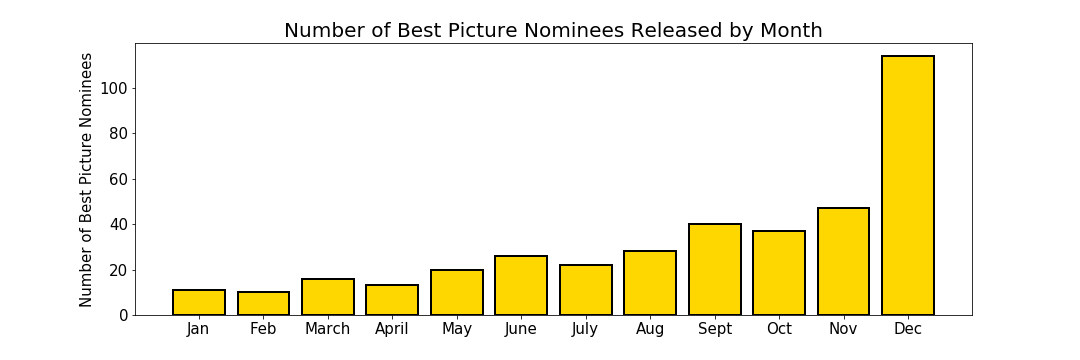 Number of Best Picture Nominees Released by Month
Number of Best Picture Nominees
100
80
60
40
20
0
Jan Feb March April May June July Aug Sept Oct Nov Dec